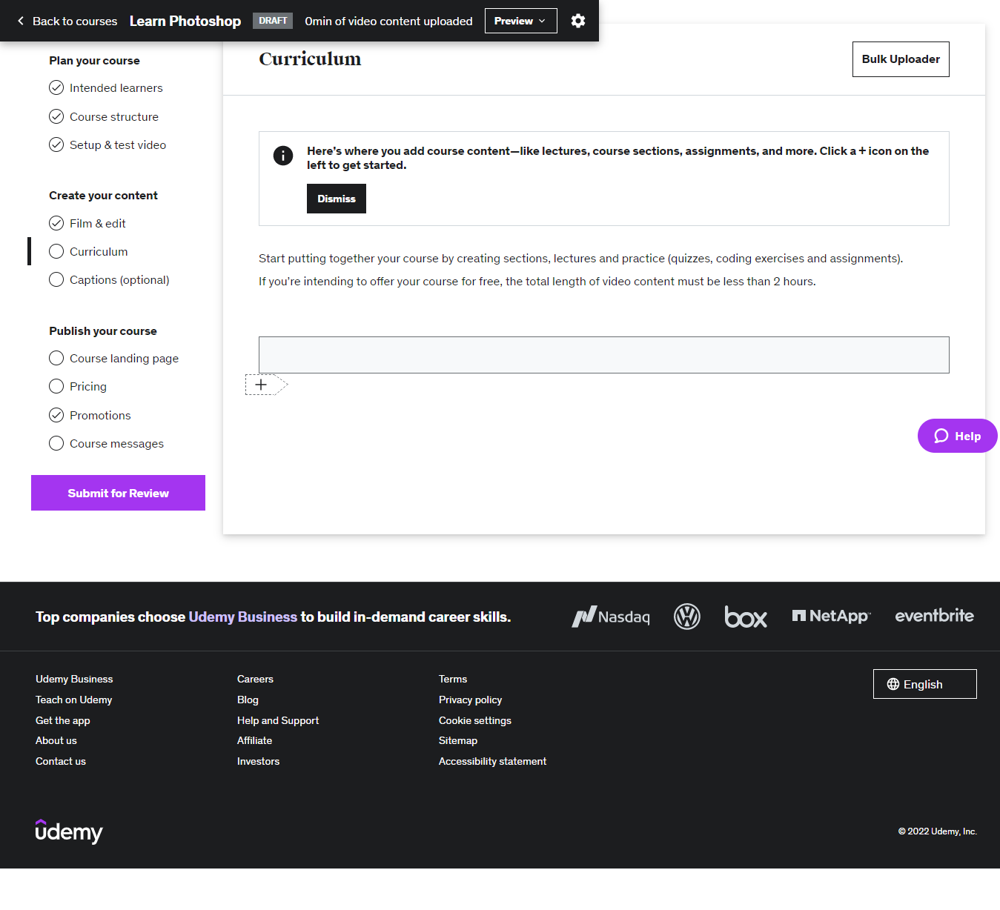 Back to courses Learn Photoshop DRAFT 0min of video content uploaded Preview
Plan your course
Intended learners
Course structure
Setup & test video
Create your content
Film & edit
Curriculum
Captions (optional)
Publish your course
Course landing page
Pricing
Promotions
Course messages
Submit for Review
Curriculum
Bulk Uploader
Here’s where you add course content—like lectures, course sections, assignments, and more. Click a + icon on the
left to get started.
Dismiss
Start putting together your course by creating sections, lectures and practice (quizzes, coding exercises and assignments).
If you’re intending to offer your course for free, the total length of video content must be less than 2 hours.
Help
Top companies choose Udemy Business to build in-demand career skills.
Nasdaq
box
NetApp
eventbrite
Udemy Business
Teach on Udemy
Get the app
About us
Contact us
Careers
Blog
Help and Support
Affiliate
Investors
Terms
Privacy policy
Cookie settings
Sitemap
Accessibility statement
English
udemy
© 2022 Udemy, Inc.